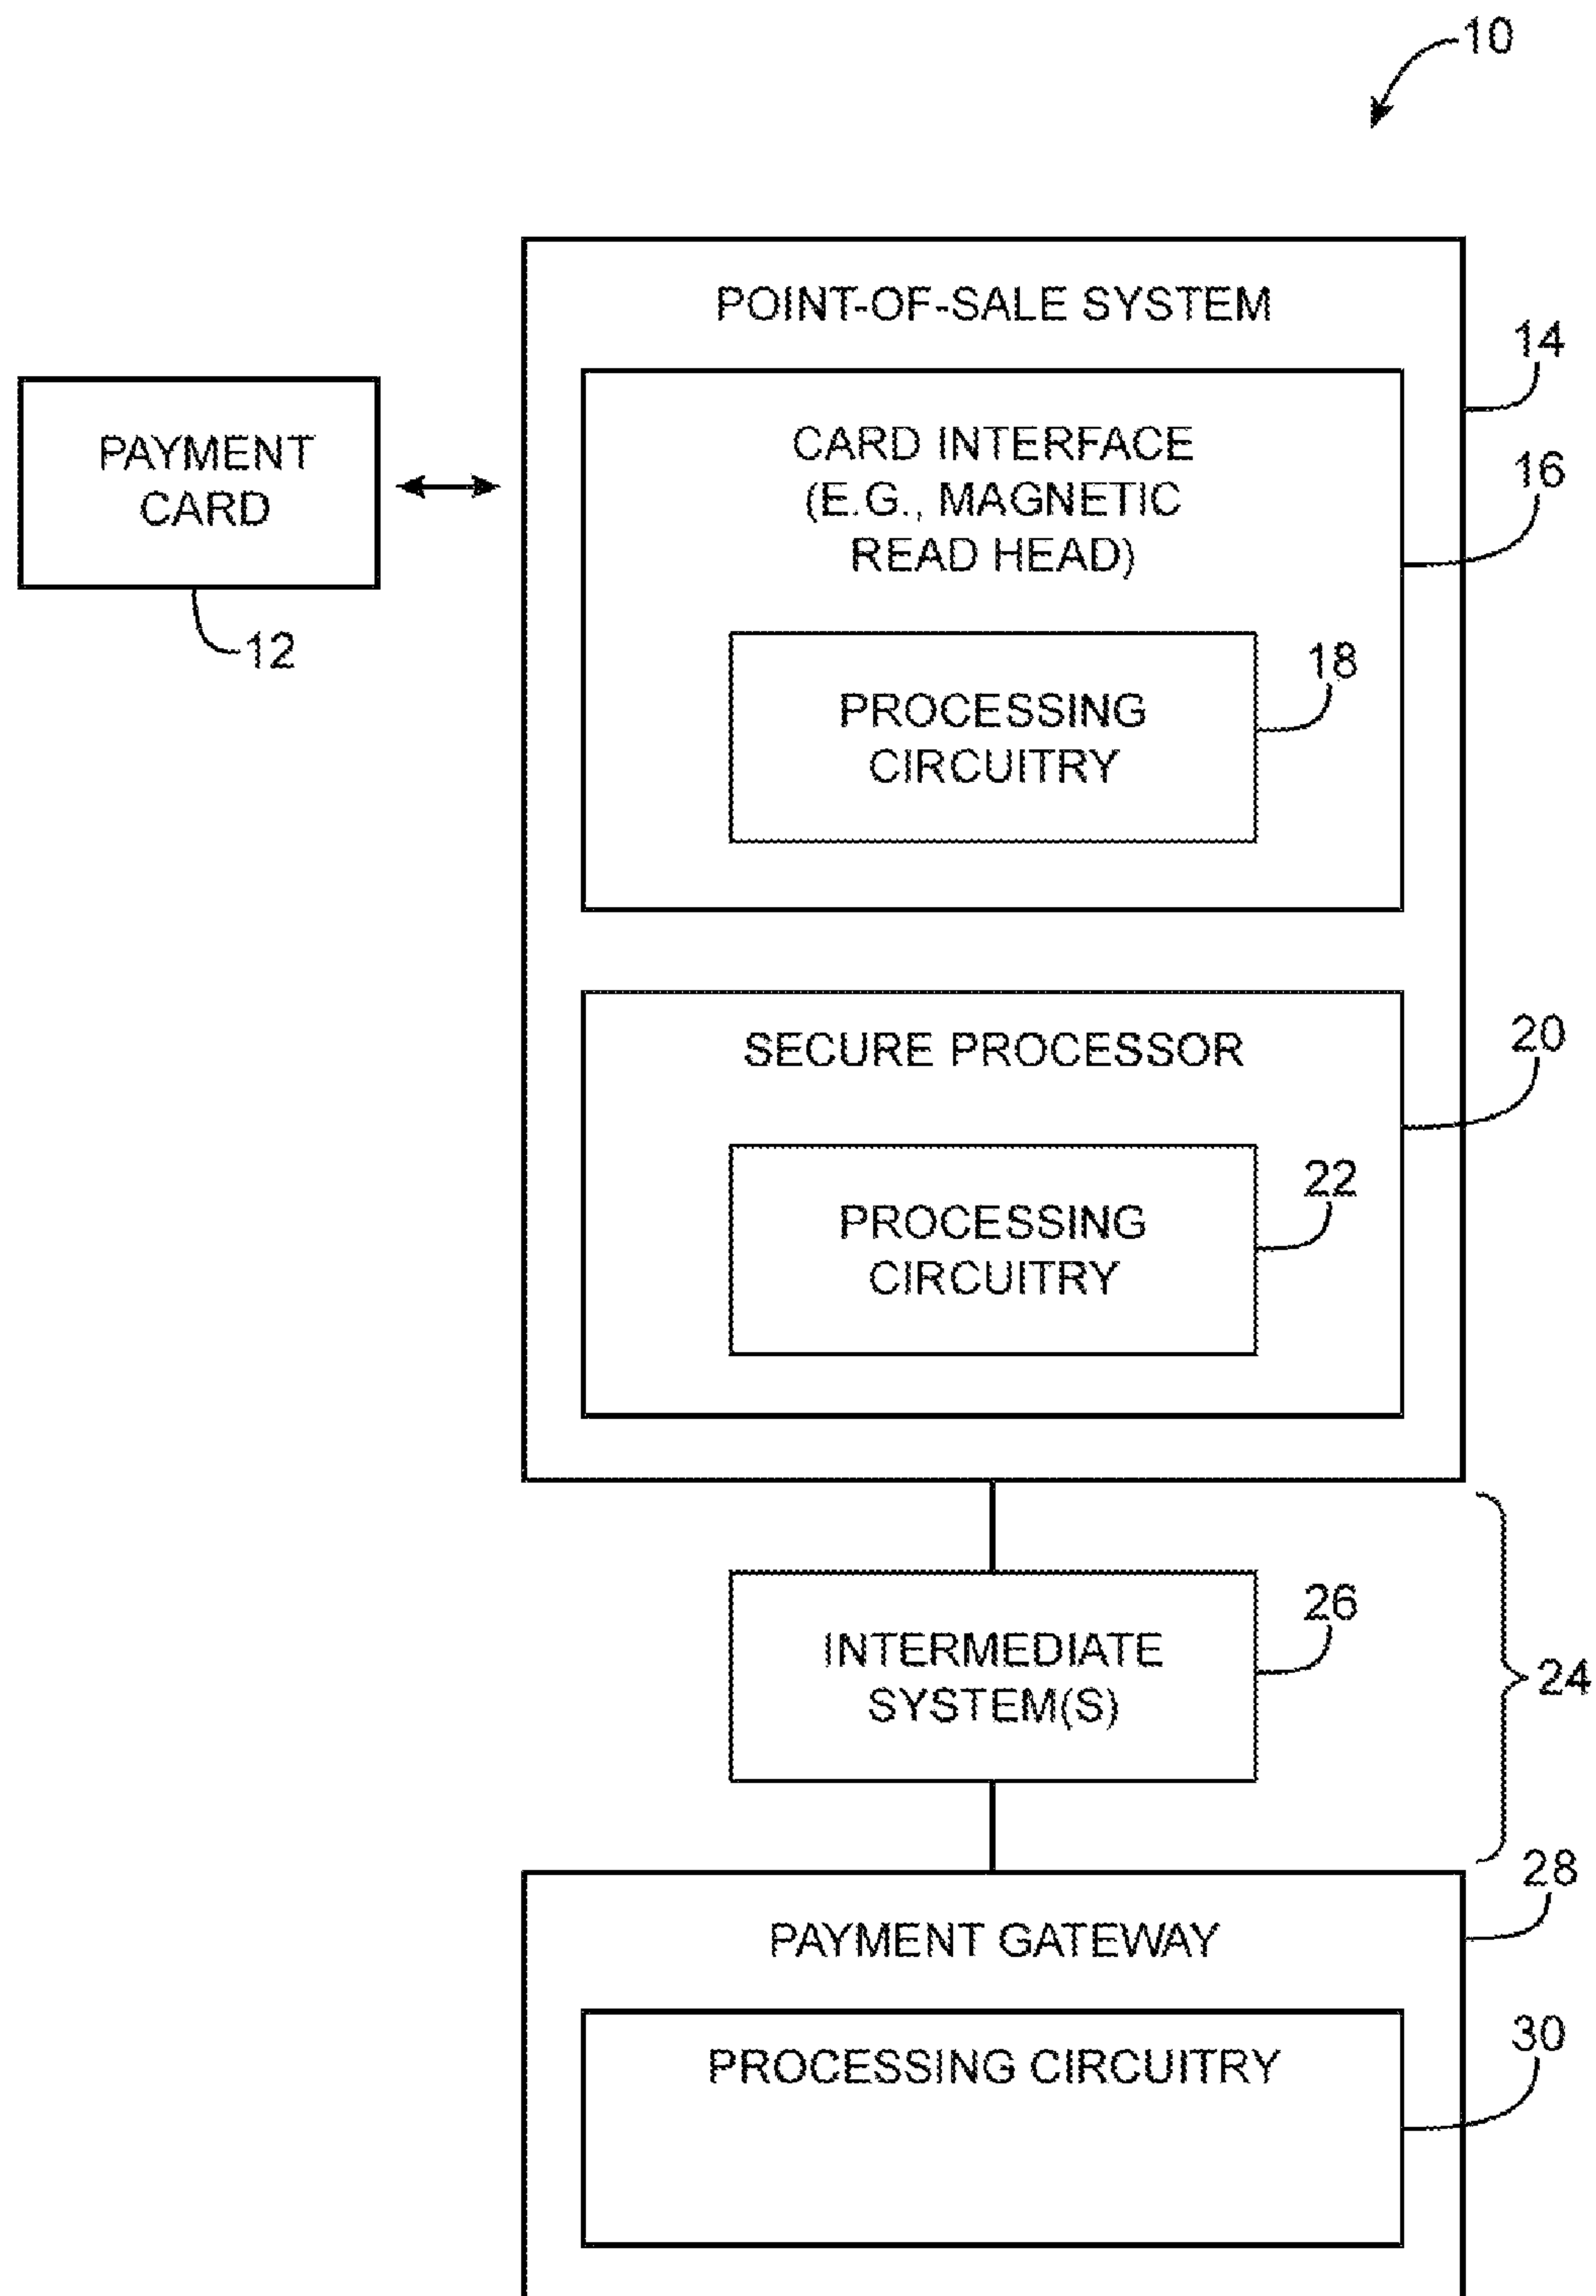 10
POINT-OF-SALE SYSTEM
14
PAYMENT
CARD
12
CARD INTERFACE
(E.G., MAGNETIC
READ HEAD)
16
PROCESSING
CIRCUITRY
18
SECURE PROCESSOR
20
PROCESSING
CIRCUITRY
22
INTERMEDIATE
SYSTEM(S)
26
24
PAYMENT GATEWAY
28
PROCESSING CIRCUITRY
30